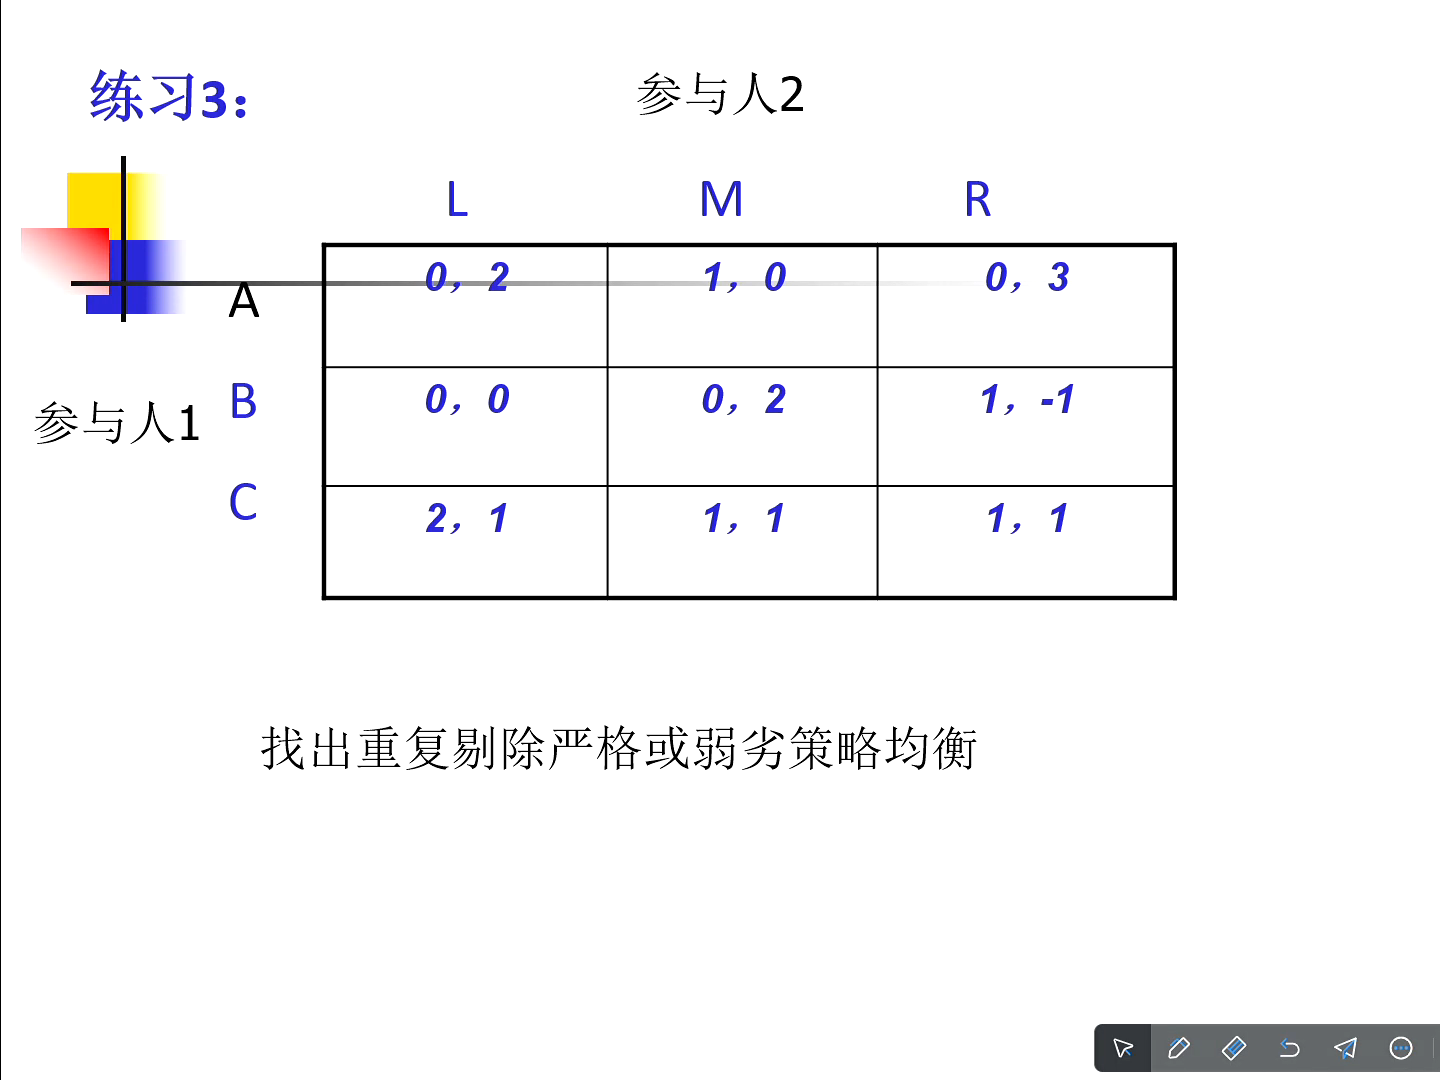 练习3：
参与人2
L M R
A 0，2 1，0 0，3
B 0，0 0，2 1，-1
参与人1
C 2，1 1，1 1，1
找出重复剔除严格或弱劣策略均衡